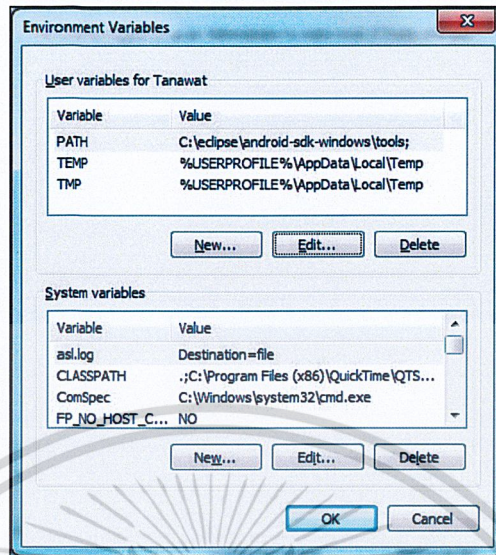 Environment Variables
User variables for Tanawat
Variable Value
PATH C:\eclipse\android-sdk-windows\tools;
TEMP %USERPROFILE%\AppData\Local\Temp
TMP %USERPROFILE%\AppData\Local\Temp
New... Edit... Delete
System variables
Variable Value
asl.log Destination=file
CLASSPATH .;C:\Program Files (x86)\QuickTime\QTS...
ComSpec C:\Windows\system32\cmd.exe
FP_NO_HOST_C... NO
New... Edit... Delete
OK Cancel